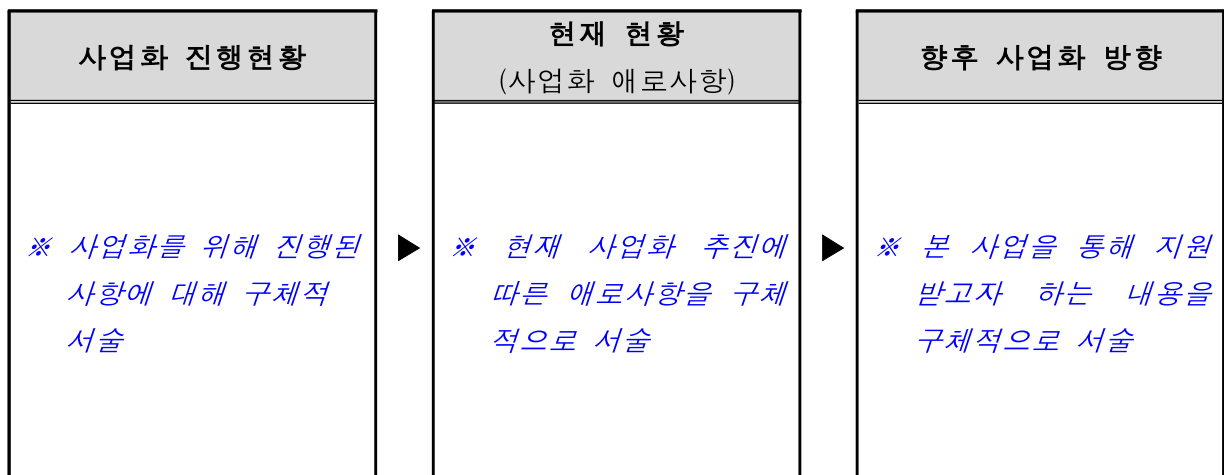 사업화 진행현황
※ 사업화를 위해 진행된
사항에 대해 구체적
서술
▶
현재 현황
(사업화 애로사항)
※ 현재 사업화 추진에
따른 애로사항을 구체
적으로 서술
▶
향후 사업화 방향
※ 본 사업을 통해 지원
받고자 하는 내용을
구체적으로 서술